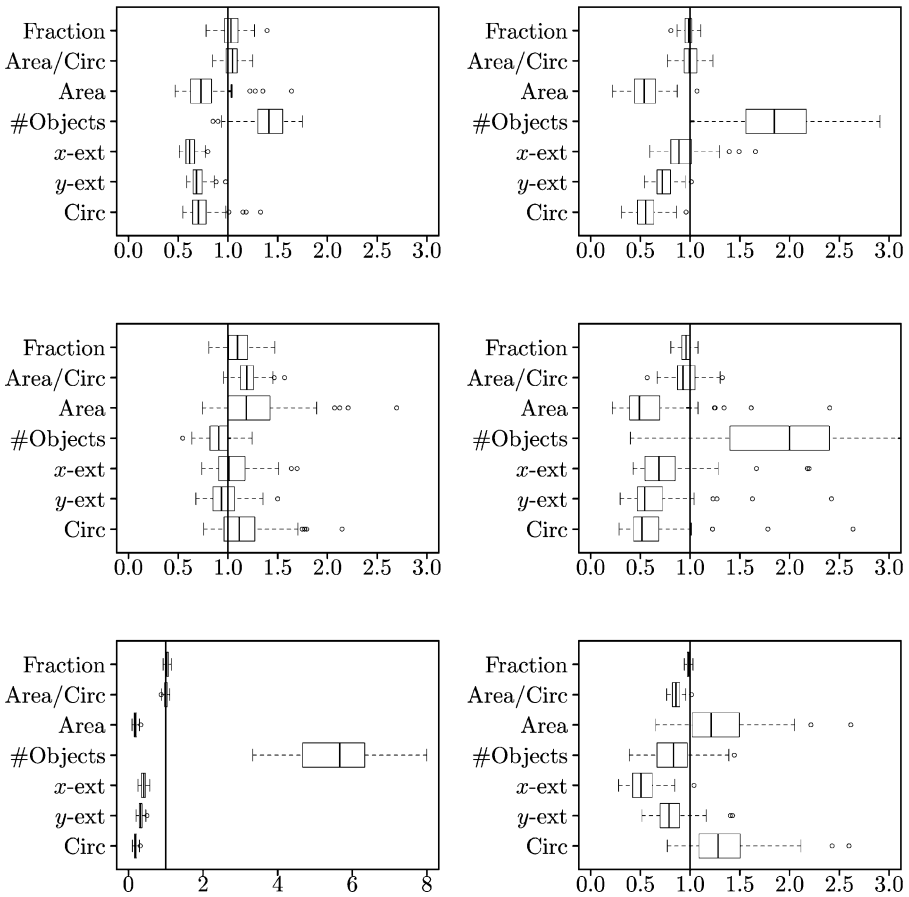 Fraction
Area/Circ
Area
#Objects
x-ext
y-ext
Circ
0.0 0.5 1.0 1.5 2.0 2.5 3.0
Fraction
Area/Circ
Area
#Objects
x-ext
y-ext
Circ
0.0 0.5 1.0 1.5 2.0 2.5 3.0
Fraction
Area/Circ
Area
#Objects
x-ext
y-ext
Circ
0.0 0.5 1.0 1.5 2.0 2.5 3.0
Fraction
Area/Circ
Area
#Objects
x-ext
y-ext
Circ
0.0 0.5 1.0 1.5 2.0 2.5 3.0
Fraction
Area/Circ
Area
#Objects
x-ext
y-ext
Circ
0 2 4 6 8
Fraction
Area/Circ
Area
#Objects
x-ext
y-ext
Circ
0.0 0.5 1.0 1.5 2.0 2.5 3.0